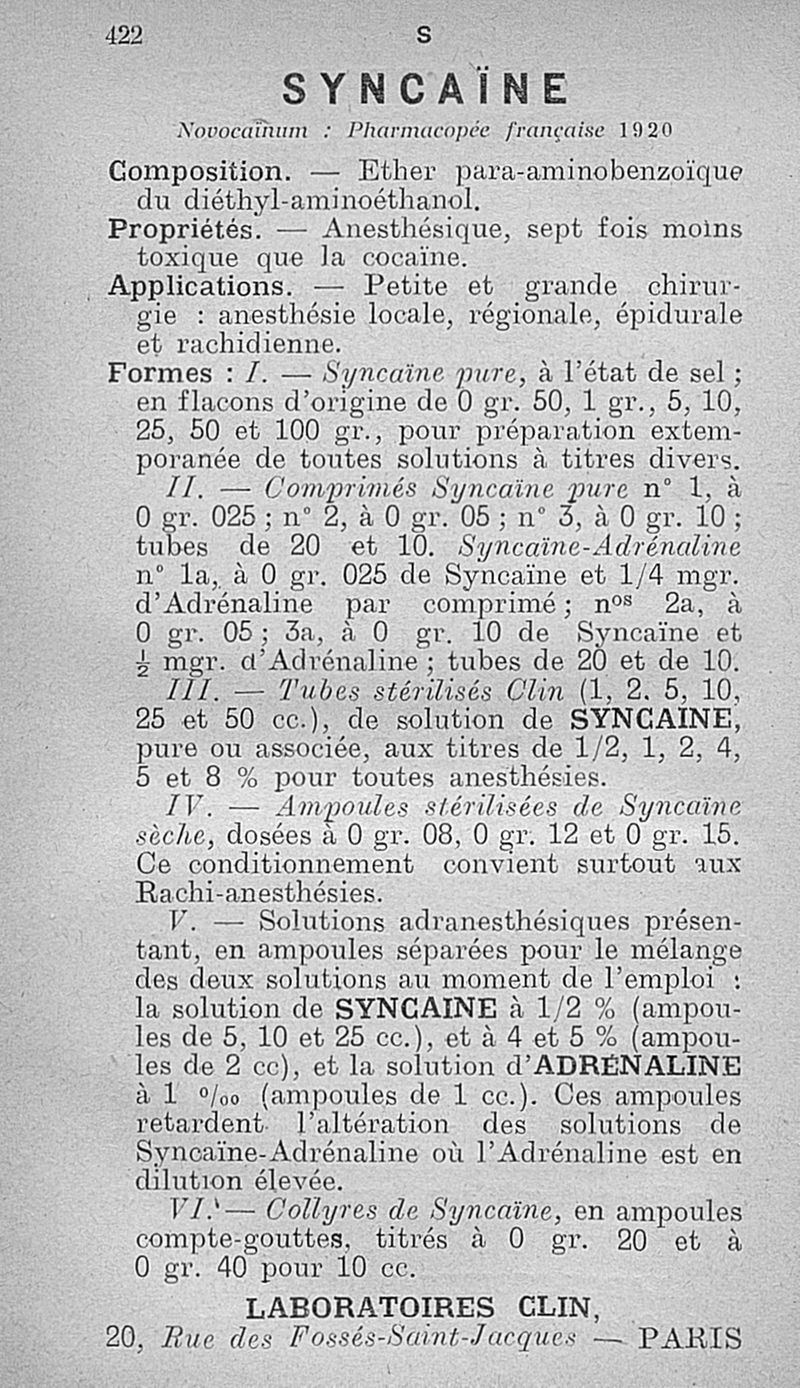 422
S
SYNCAÏNE
Novocaïnum : Pharmacopée française 1920
Composition. — Ether para-aminobenzoïque
du diéthyl-aminoéthanol.
Propriétés. — Anesthésique, sept fois moins
toxique que la cocaïne.
Applications. — Petite et grande chirur-
gie : anesthésie locale, régionale, épidurale
et rachidienne.
Formes : I. — Syncaïne pure, à l'état de sel ;
en flacons d'origine de 0 gr. 50, 1 gr., 5, 10,
25, 50 et 100 gr., pour préparation extem-
poranée de toutes solutions à titres divers.
II. — Comprimés Syncaïne pure n° 1, à
0 gr. 025 ; n° 2, à 0 gr. 05 ; n° 3, à 0 gr. 10 ;
tubes de 20 et 10. Syncaïne-Adrénaline
n° 1a, à 0 gr. 025 de Syncaïne et 1/4 mgr.
d'Adrénaline par comprimé ; nos 2a, à
0 gr. 05 ; 3a, à 0 gr. 10 de Syncaïne et
½ mgr. d'Adrénaline ; tubes de 20 et de 10.
III. — Tubes stérilisés Clin (1, 2. 5, 10,
25 et 50 cc.), de solution de SYNCAINE,
pure ou associée, aux titres de 1/2, 1, 2, 4,
5 et 8 % pour toutes anesthésies.
IV. — Ampoules stérilisées de Syncaïne
sèche, dosées à 0 gr. 08, 0 gr. 12 et 0 gr. 15.
Ce conditionnement convient surtout aux
Rachi-anesthésies.
V. — Solutions adranesthésiques présen-
tant, en ampoules séparées pour le mélange
des deux solutions au moment de l'emploi :
la solution de SYNCAINE à 1/2 % (ampou-
les de 5, 10 et 25 cc.), et à 4 et 5 % (ampou-
les de 2 cc), et la solution d'ADRÉNALINE
à 1 ‰ (ampoules de 1 cc.). Ces ampoules
retardent l'altération des solutions de
Syncaïne-Adrénaline où l'Adrénaline est en
dilution élevée.
VI. — Collyres de Syncaïne, en ampoules
compte-gouttes, titrés à 0 gr. 20 et à
0 gr. 40 pour 10 cc.
LABORATOIRES CLIN,
20, Rue des Fossés-Saint-Jacques — PARIS